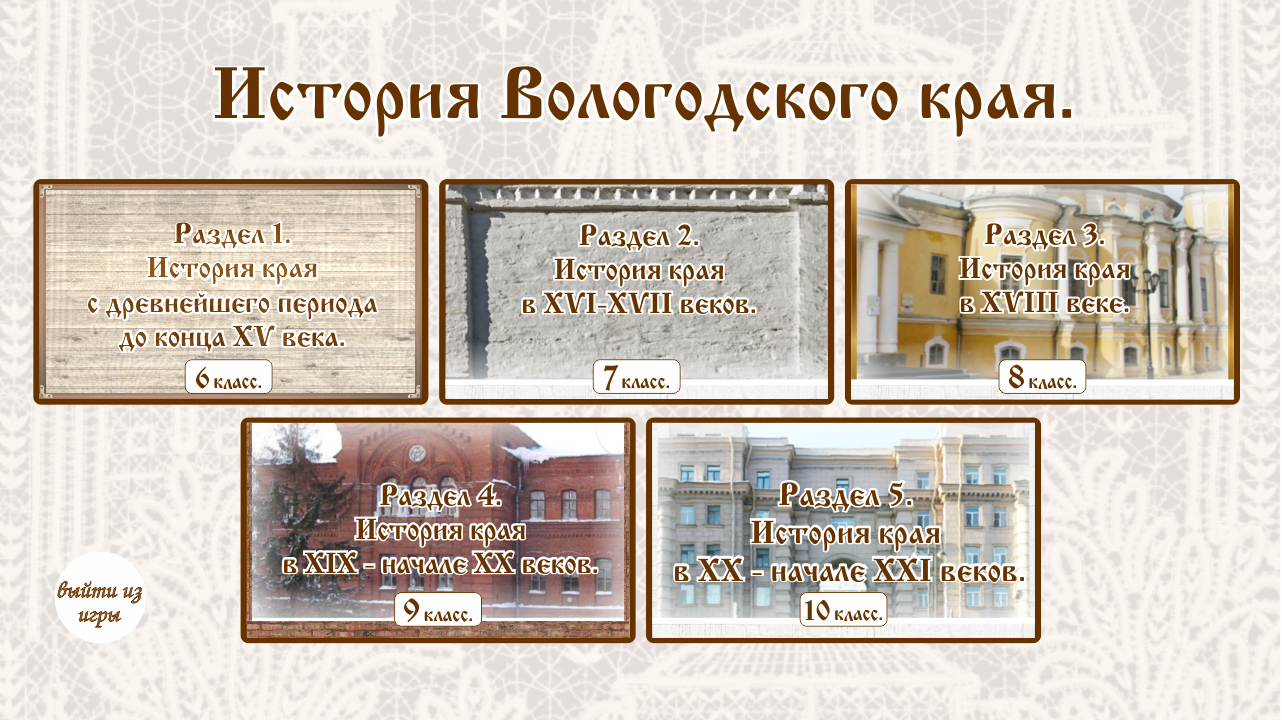 История Вологодского края.
Раздел 1.
История края
с древнейшего периода
до конца XV века.
6 класс.
Раздел 2.
История края
в XVI-XVII веков.
7 класс.
Раздел 3.
История края
в XVIII веке.
8 класс.
Раздел 4.
История края
в XIX - начале XX веков.
9 класс.
Раздел 5.
История края
в XX - начале XXI веков.
10 класс.
выйти из
игры